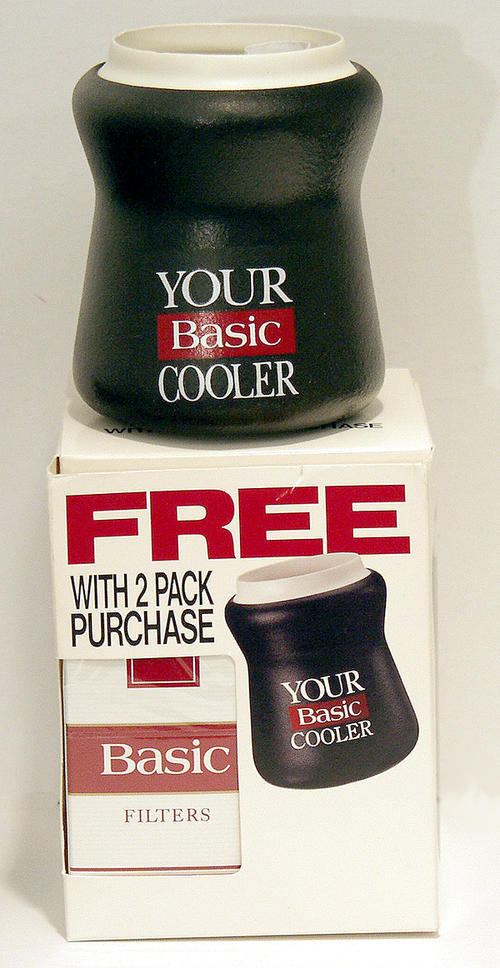 YOUR
Basic
COOLER
FREE
WITH 2 PACK
PURCHASE
YOUR
Basic
COOLER
Basic
FILTERS